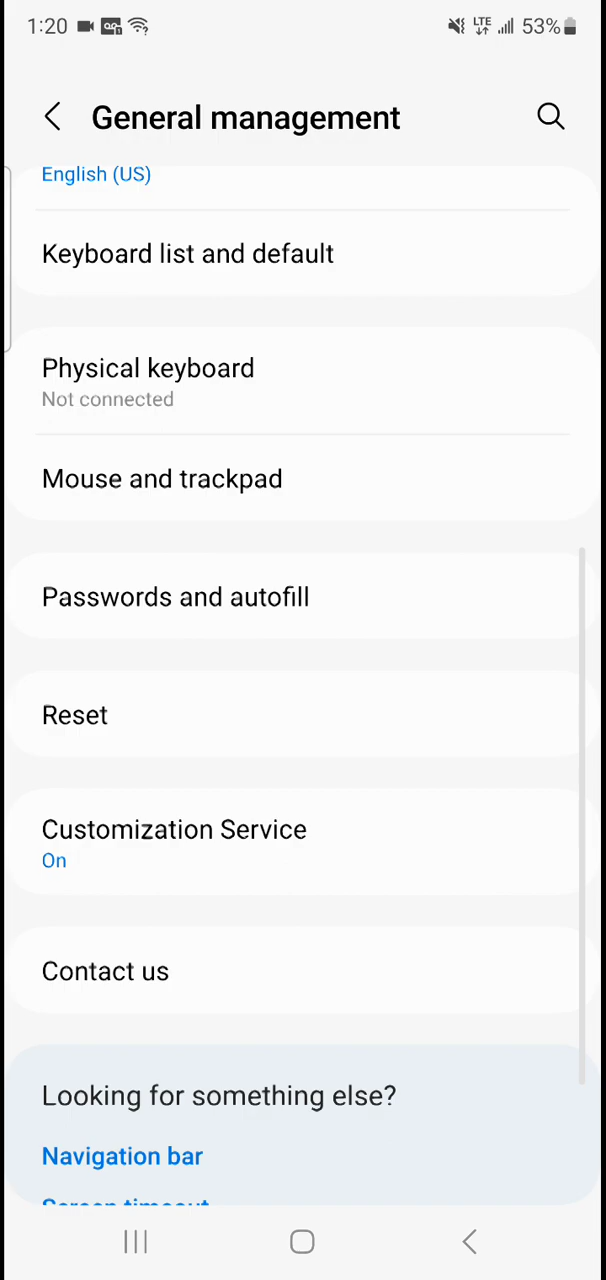 1:20
LTE 53%
General management
English (US)
Keyboard list and default
Physical keyboard
Not connected
Mouse and trackpad
Passwords and autofill
Reset
Customization Service
On
Contact us
Looking for something else?
Navigation bar
Screen timeout